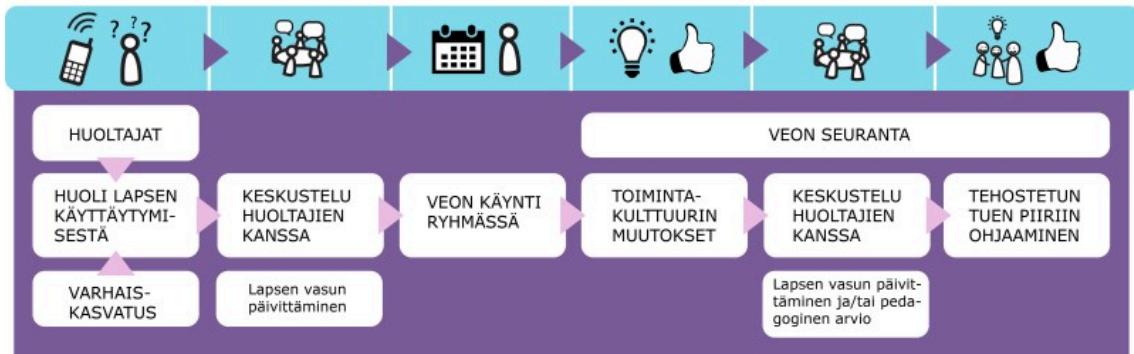 ? ? ?
HUOLTAJAT
VEON SEURANTA
HUOLI LAPSEN
KÄYTTÄYTYMI-
SESTÄ
KESKUSTELU
HUOLTAJIEN
KANSSA
VEON KÄYNTI
RYHMÄSSÄ
TOIMINTA-
KULTTUURIN
MUUTOKSET
KESKUSTELU
HUOLTAJIEN
KANSSA
TEHOSTETUN
TUEN PIIRIIN
OHJAAMINEN
VARHAIS-
KASVATUS
Lapsen vasun
päivittäminen
Lapsen vasun päivit-
täminen ja/tai peda-
goginen arvio